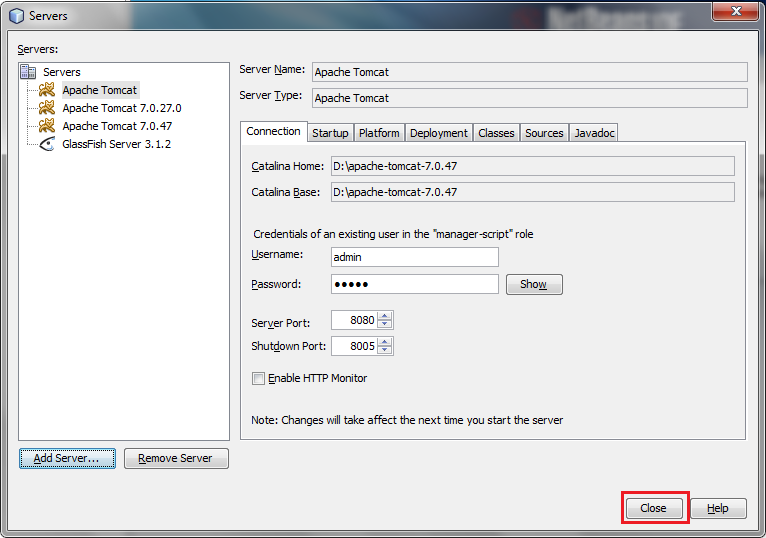 Servers
Servers:
Servers
Apache Tomcat
Apache Tomcat 7.0.27.0
Apache Tomcat 7.0.47
GlassFish Server 3.1.2
Add Server...
Remove Server
Server Name: Apache Tomcat
Server Type: Apache Tomcat
Connection Startup Platform Deployment Classes Sources Javadoc
Catalina Home: D:\apache-tomcat-7.0.47
Catalina Base: D:\apache-tomcat-7.0.47
Credentials of an existing user in the "manager-script" role
Username: admin
Password: ●●●●● Show
Server Port: 8080
Shutdown Port: 8005
Enable HTTP Monitor
Note: Changes will take affect the next time you start the server
Close Help